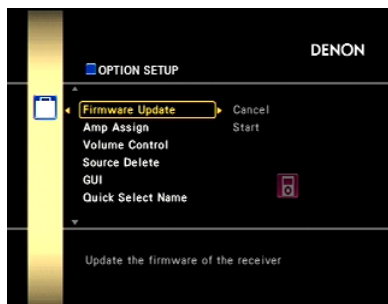 DENON
OPTION SETUP
Firmware Update Cancel
Amp Assign Start
Volume Control
Source Delete
GUI
Quick Select Name
Update the firmware of the receiver